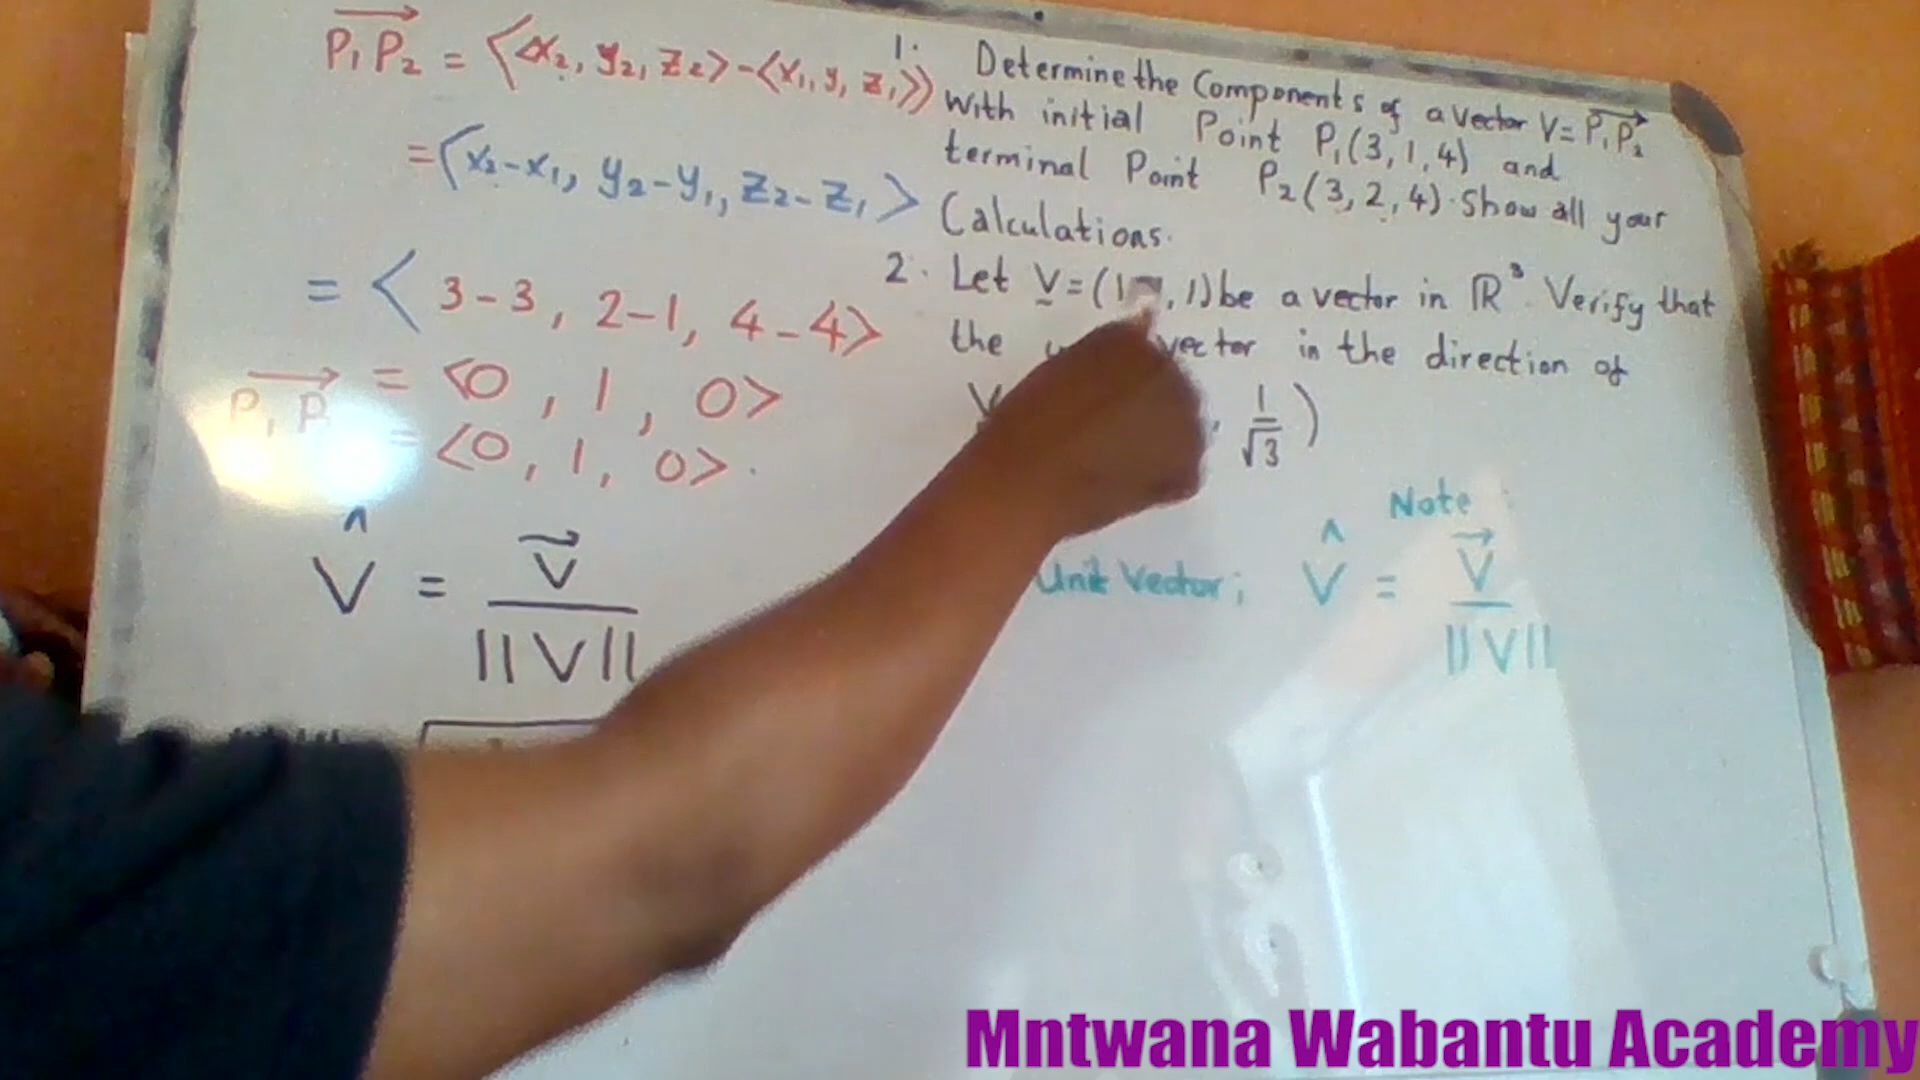 P₁P₂ = ⟨x₂, y₂, z₂⟩ - ⟨x₁, y, z₁⟩⟩
= ⟨x₂-x₁, y₂-y₁, z₂-z₁⟩
= ⟨3-3, 2-1, 4-4⟩
= ⟨0, 1, 0⟩
P₁P = ⟨0, 1, 0⟩.
V̂ = V⃗ / ||V||
1. Determine the Components of a vector V = P₁P₂
With initial Point P₁(3,1,4) and
terminal Point P₂(3,2,4). Show all your
Calculations.
2. Let V = (1 , 1) be a vector in ℝ³. Verify that
the vector in the direction of
V , 1/√3)
Note
Unit Vector; V̂ = V⃗ / ||V||
Mntwana Wabantu Academy